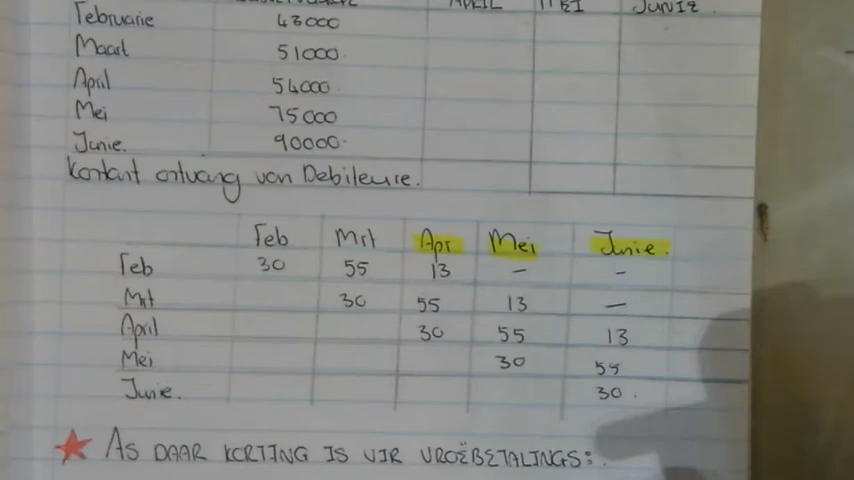 APRIL MEI JUNIE
Februarie 43000
Maart 51000
April 54000
Mei 75000
Junie. 90000
Kontant ontvang von Debiteure.
Feb Mrt Apr Mei Junie.
Feb 30 55 13 – –
Mrt 30 55 13 –
April 30 55 13
Mei 30 55
Junie. 30.
AS DAAR KORTING IS VIR VROËBETALINGS: